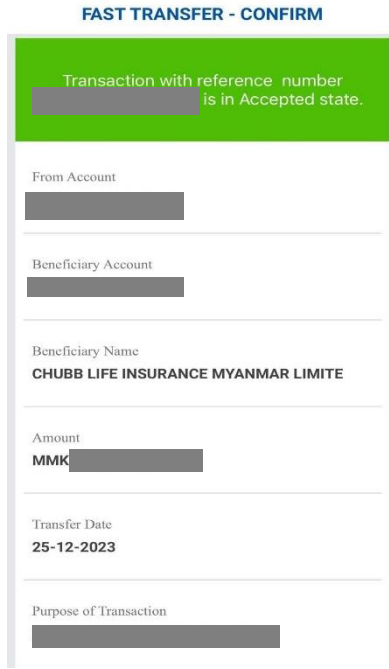 FAST TRANSFER - CONFIRM
Transaction with reference number
is in Accepted state.
From Account
Beneficiary Account
Beneficiary Name
CHUBB LIFE INSURANCE MYANMAR LIMITE
Amount
MMK
Transfer Date
25-12-2023
Purpose of Transaction